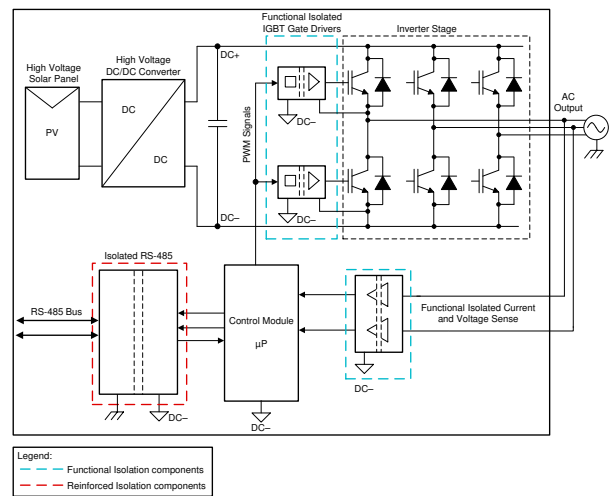 Functional Isolated
IGBT Gate Drivers
Inverter Stage
High Voltage
Solar Panel
High Voltage
DC/DC Converter
DC+
AC
Output
PV
DC
DC
PWM Signals
DC–
DC–
DC–
Isolated RS-485
RS-485 Bus
Control Module
µP
Functional Isolated Current
and Voltage Sense
DC–
DC–
DC–
Legend:
Functional Isolation components
Reinforced Isolation components